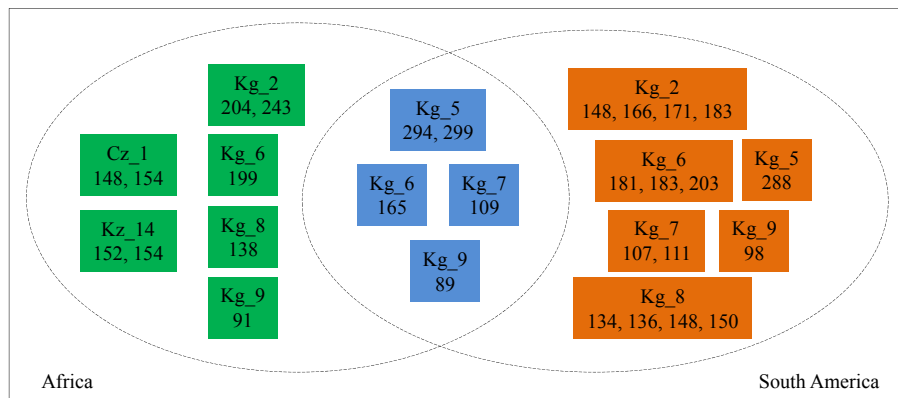 Kg_2
204, 243
Cz_1
148, 154
Kg_6
199
Kz_14
152, 154
Kg_8
138
Kg_9
91
Kg_5
294, 299
Kg_6
165
Kg_7
109
Kg_9
89
Kg_2
148, 166, 171, 183
Kg_6
181, 183, 203
Kg_5
288
Kg_7
107, 111
Kg_9
98
Kg_8
134, 136, 148, 150
Africa
South America